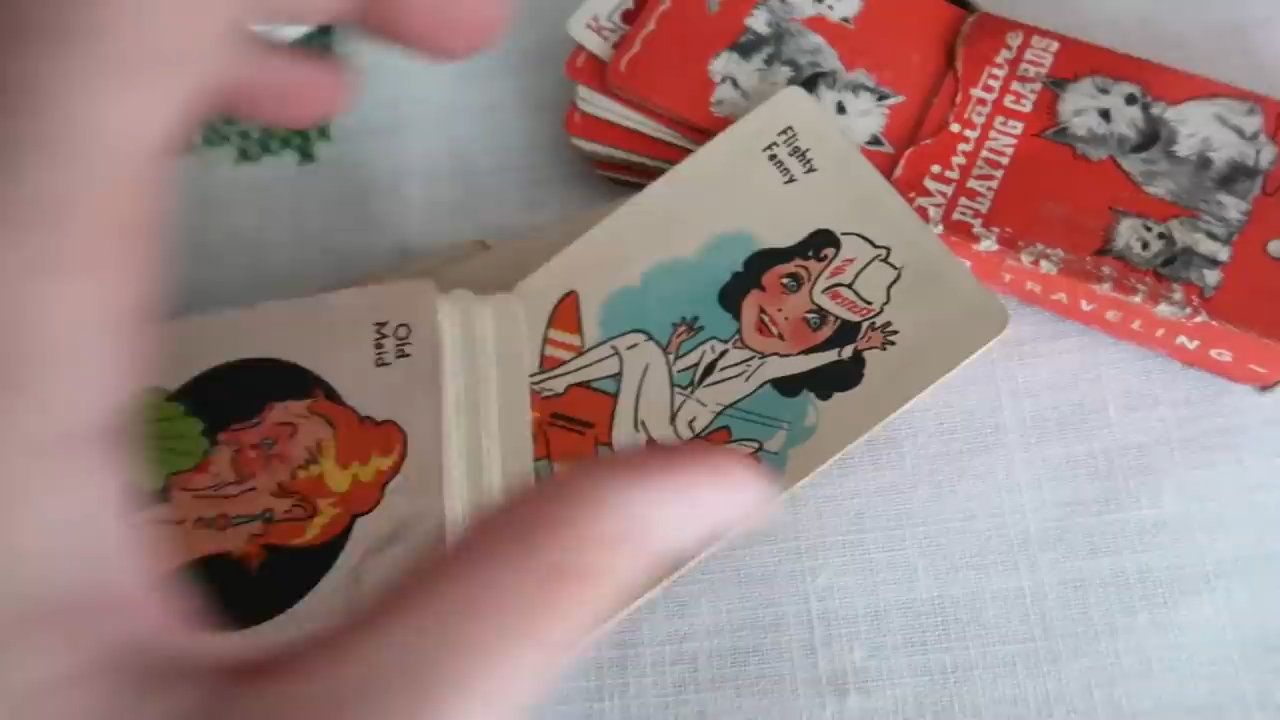 K
Miniature
PLAYING CARDS
TRAVELING -
Flighty
Fanny
Old
Maid